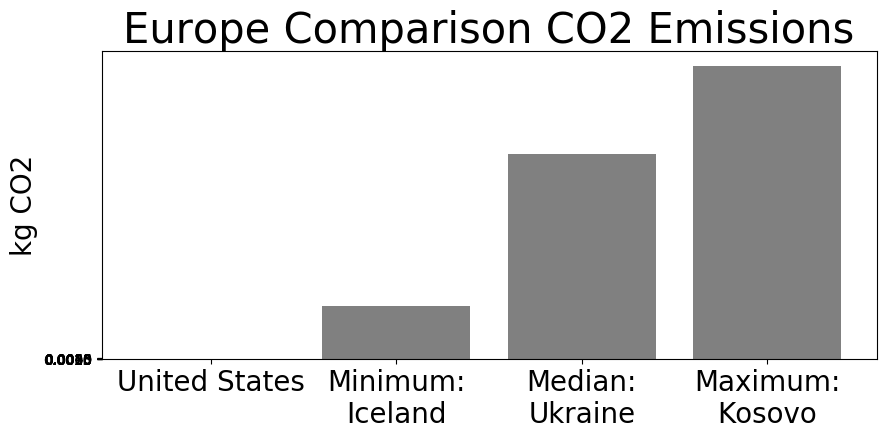 Europe Comparison CO2 Emissions
kg CO2
United States
Minimum:
Iceland
Median:
Ukraine
Maximum:
Kosovo